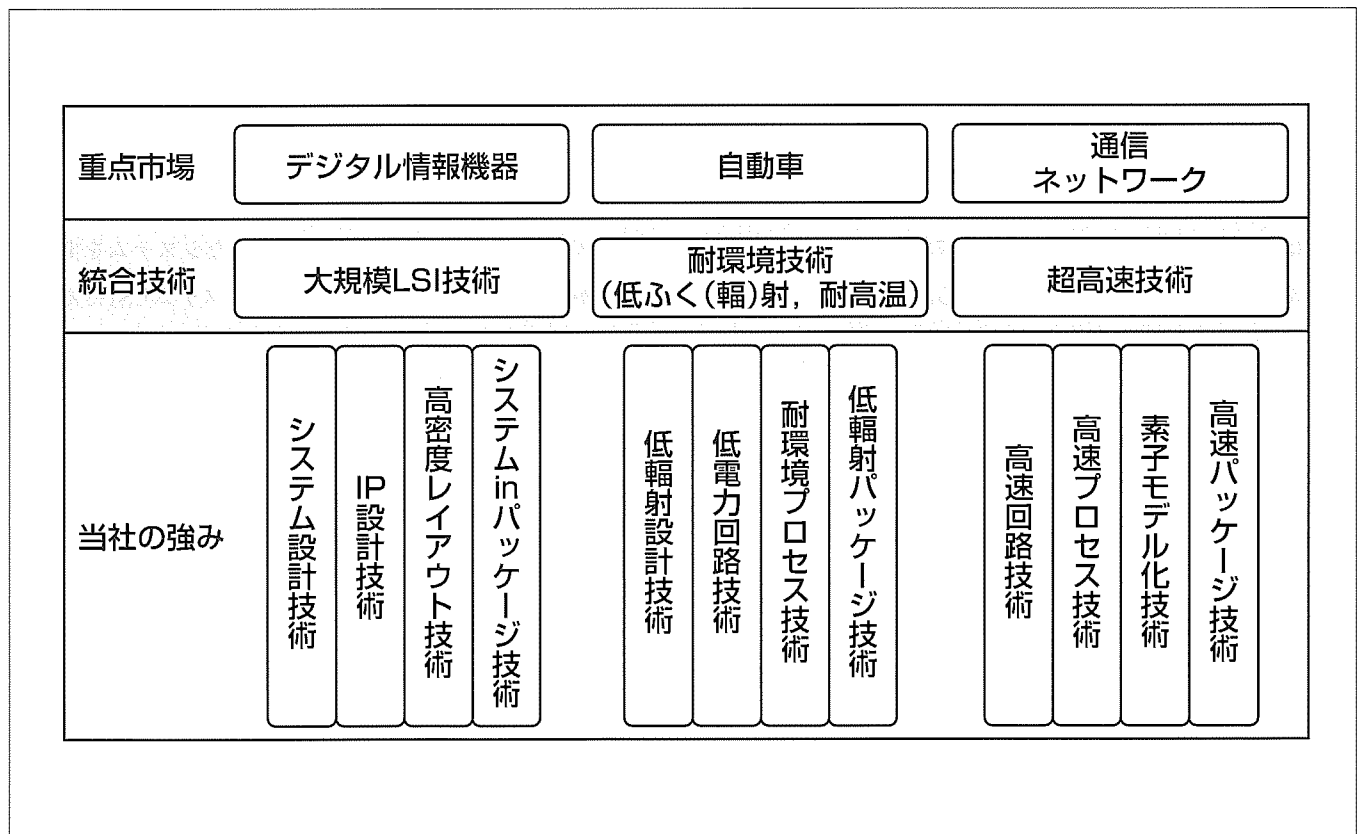 重点市場
デジタル情報機器
自動車
通信
ネットワーク
統合技術
大規模LSI技術
耐環境技術
(低ふく(輻)射，耐高温)
超高速技術
当社の強み
システム設計技術
IP設計技術
高密度レイアウト技術
システムinパッケージ技術
低輻射設計技術
低電力回路技術
耐環境プロセス技術
低輻射パッケージ技術
高速回路技術
高速プロセス技術
素子モデル化技術
高速パッケージ技術